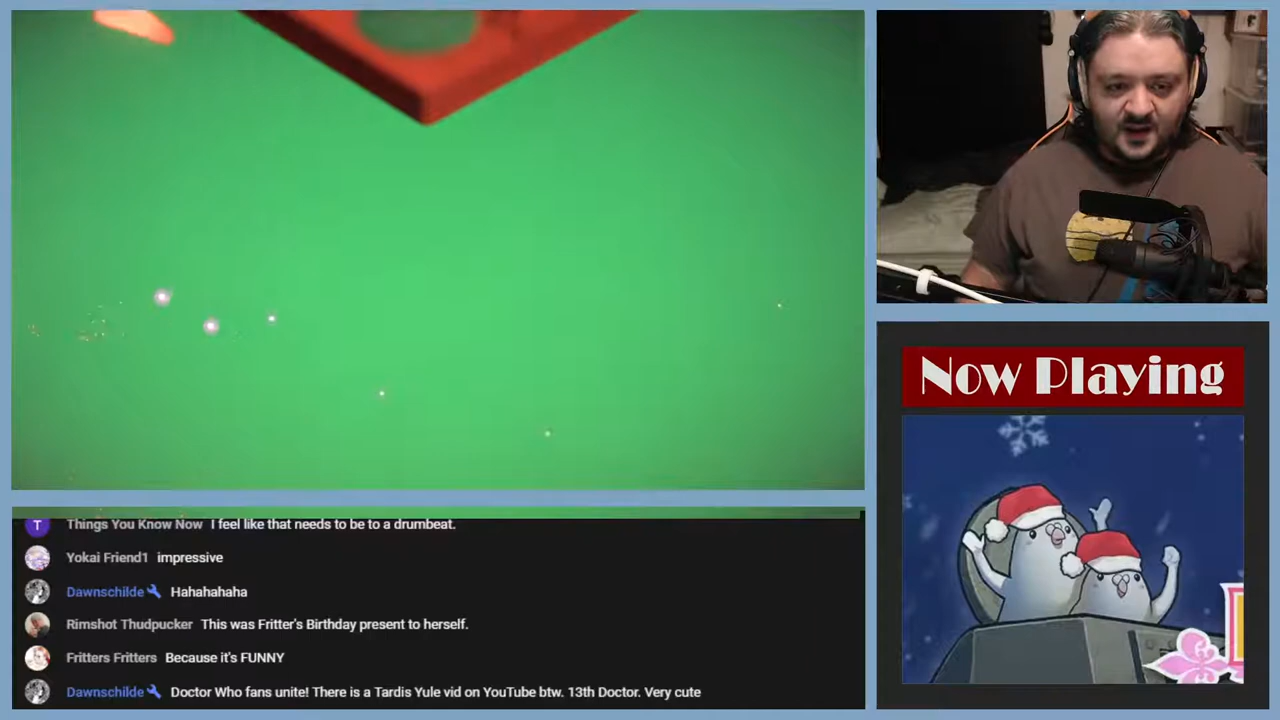 Now Playing
T Things You Know Now I feel like that needs to be to a drumbeat.
Yokai Friend1 impressive
Dawnschilde Hahahahaha
Rimshot Thudpucker This was Fritter's Birthday present to herself.
Fritters Fritters Because it's FUNNY
Dawnschilde Doctor Who fans unite! There is a Tardis Yule vid on YouTube btw. 13th Doctor. Very cute